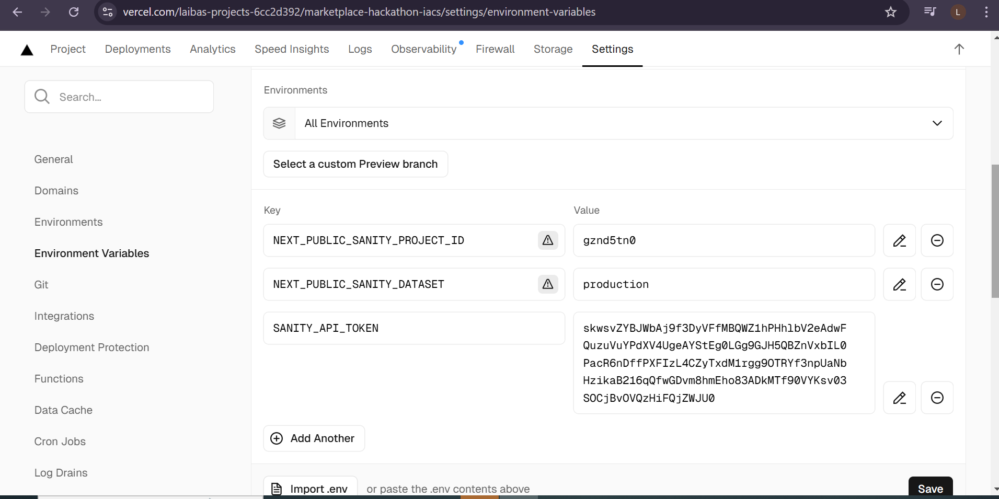 vercel.com/laibas-projects-6cc2d392/marketplace-hackathon-iacs/settings/environment-variables
L
Project Deployments Analytics Speed Insights Logs Observability Firewall Storage Settings
Search...
General
Domains
Environments
Environment Variables
Git
Integrations
Deployment Protection
Functions
Data Cache
Cron Jobs
Log Drains
Environments
All Environments
Select a custom Preview branch
Key Value
NEXT_PUBLIC_SANITY_PROJECT_ID gznd5tn0
NEXT_PUBLIC_SANITY_DATASET production
SANITY_API_TOKEN skwsvZYBJWbAj9f3DyVFfMBQWZ1hPHhlbV2eAdwF
QuzuVuYPdXV4UgeAYStEg0LGg9GJH5QBZnVxbIL0
PacR6nDffPXFIzL4CZyTxdM1rgg9OTRYf3npUaNb
HzikaB216qQfwGDvm8hmEho83ADkMTf90VYKsv03
SOCjBvOVQzHiFQjZWJU0
Add Another
Import .env or paste the .env contents above Save